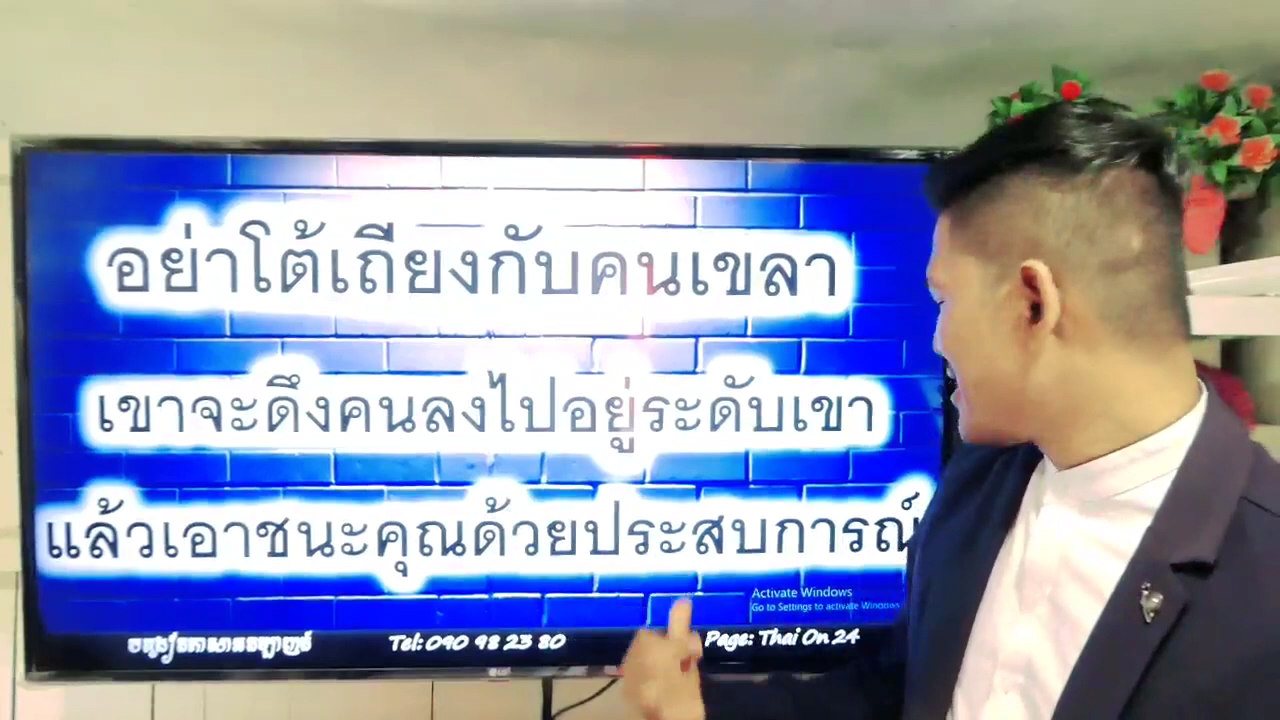 อย่าโต้เถียงกับคนเขลา
เขาจะดึงคนลงไปอยู่ระดับเขา
แล้วเอาชนะคุณด้วยประสบการณ์
Activate Windows
Go to Settings to activate Windows
Tel: 090 98 23 80
Page: Thai On 24